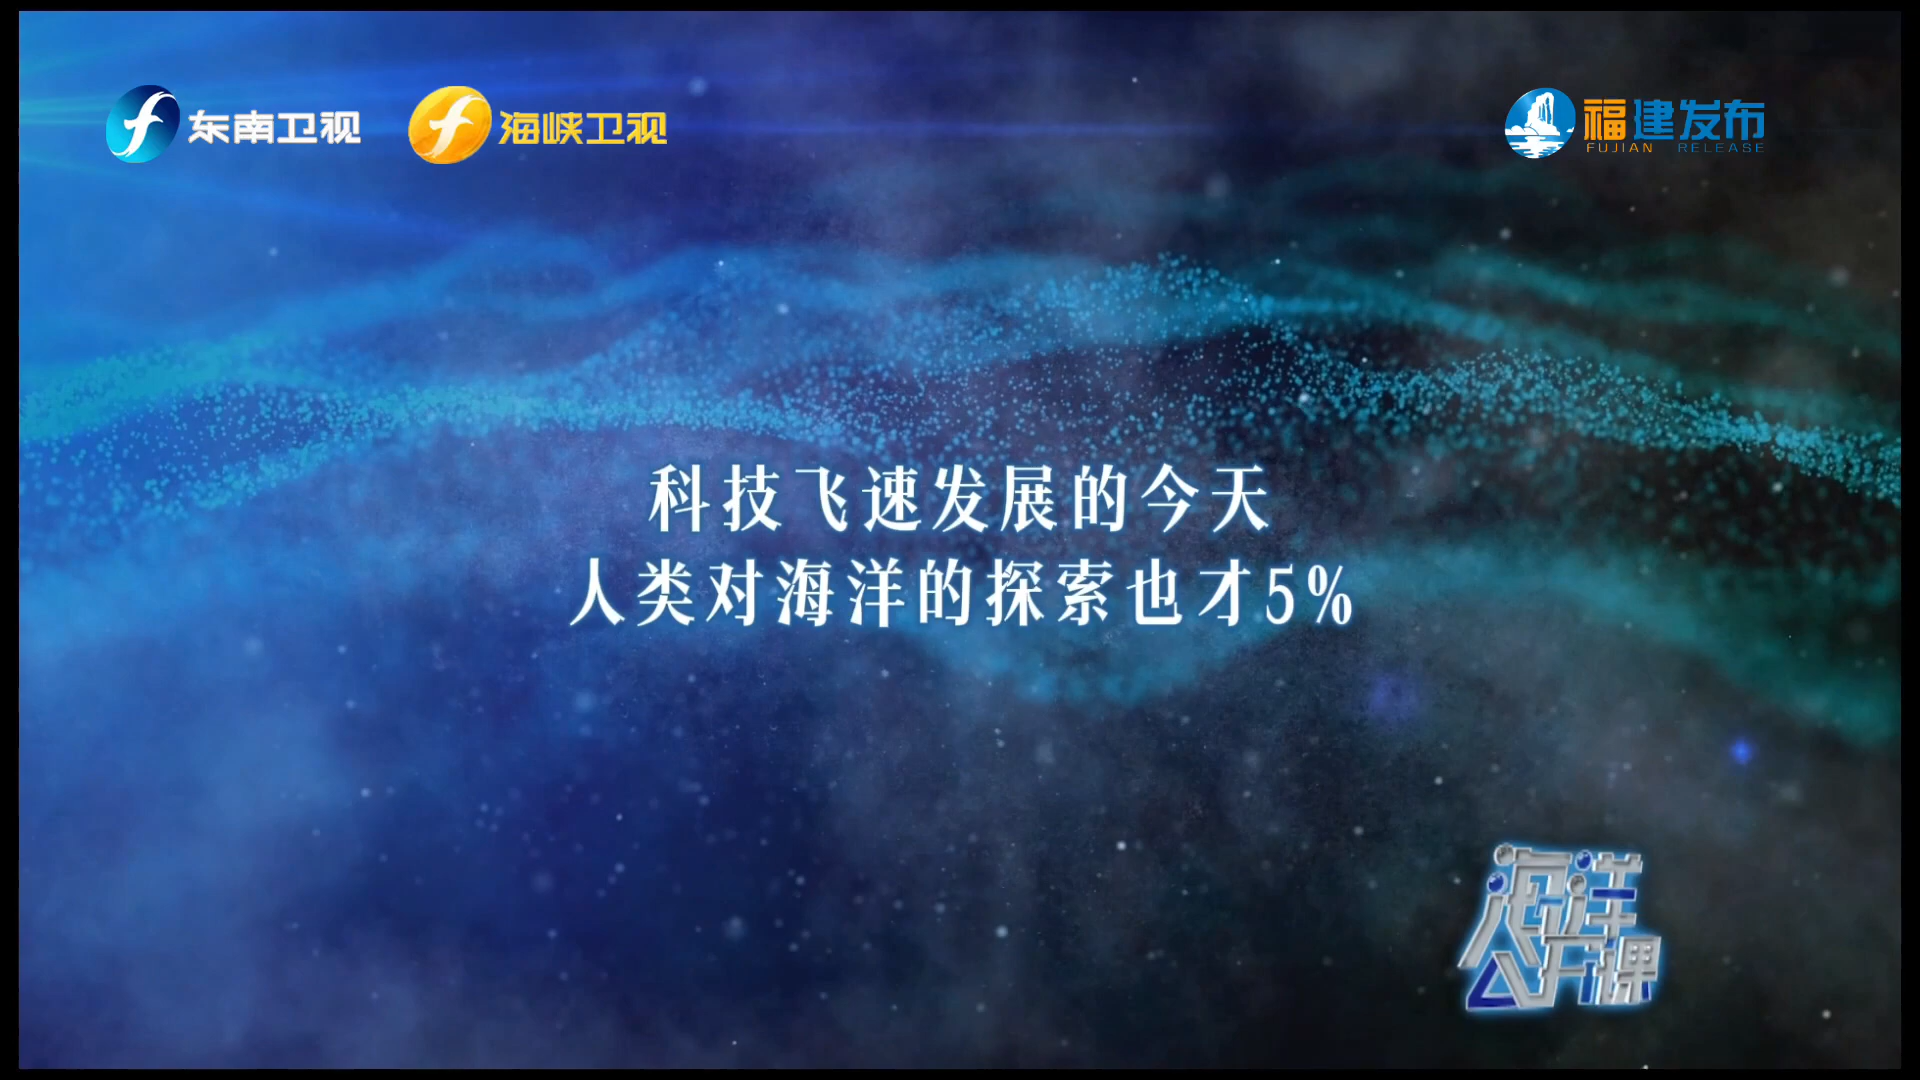 东南卫视
海峡卫视
福建发布
FUJIAN RELEASE
科技飞速发展的今天
人类对海洋的探索也才5%
海洋
公开课